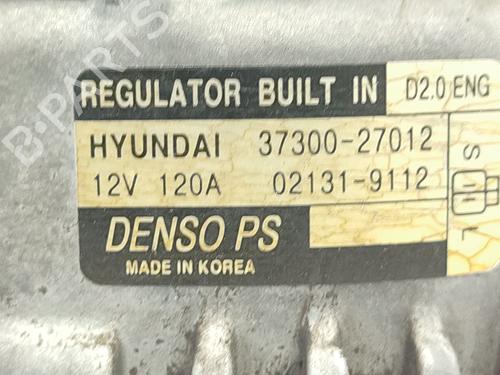 REGULATOR BUILT IN D2.0 ENG
HYUNDAI 37300-27012
12V 120A 02131-9112
S
L
DENSO PS
MADE IN KOREA
B-PARTS